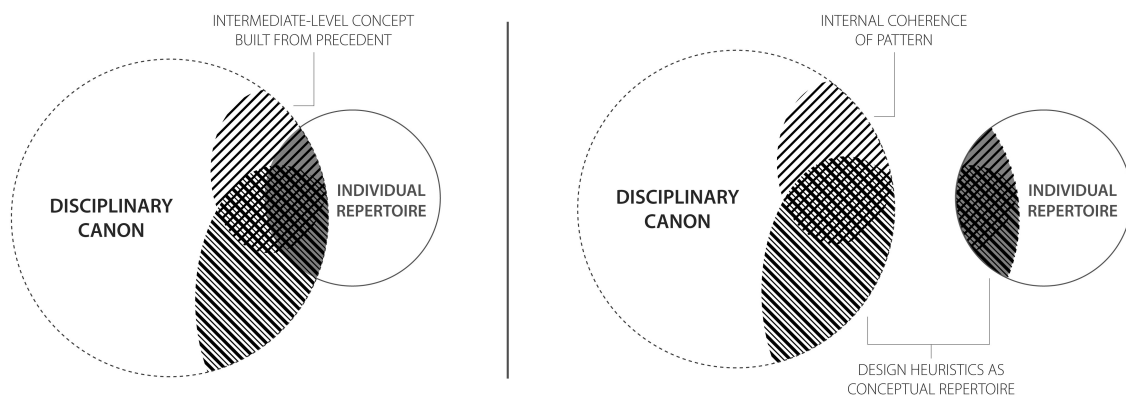 INTERMEDIATE-LEVEL CONCEPT
BUILT FROM PRECEDENT
DISCIPLINARY
CANON
INDIVIDUAL
REPERTOIRE
INTERNAL COHERENCE
OF PATTERN
DISCIPLINARY
CANON
INDIVIDUAL
REPERTOIRE
DESIGN HEURISTICS AS
CONCEPTUAL REPERTOIRE